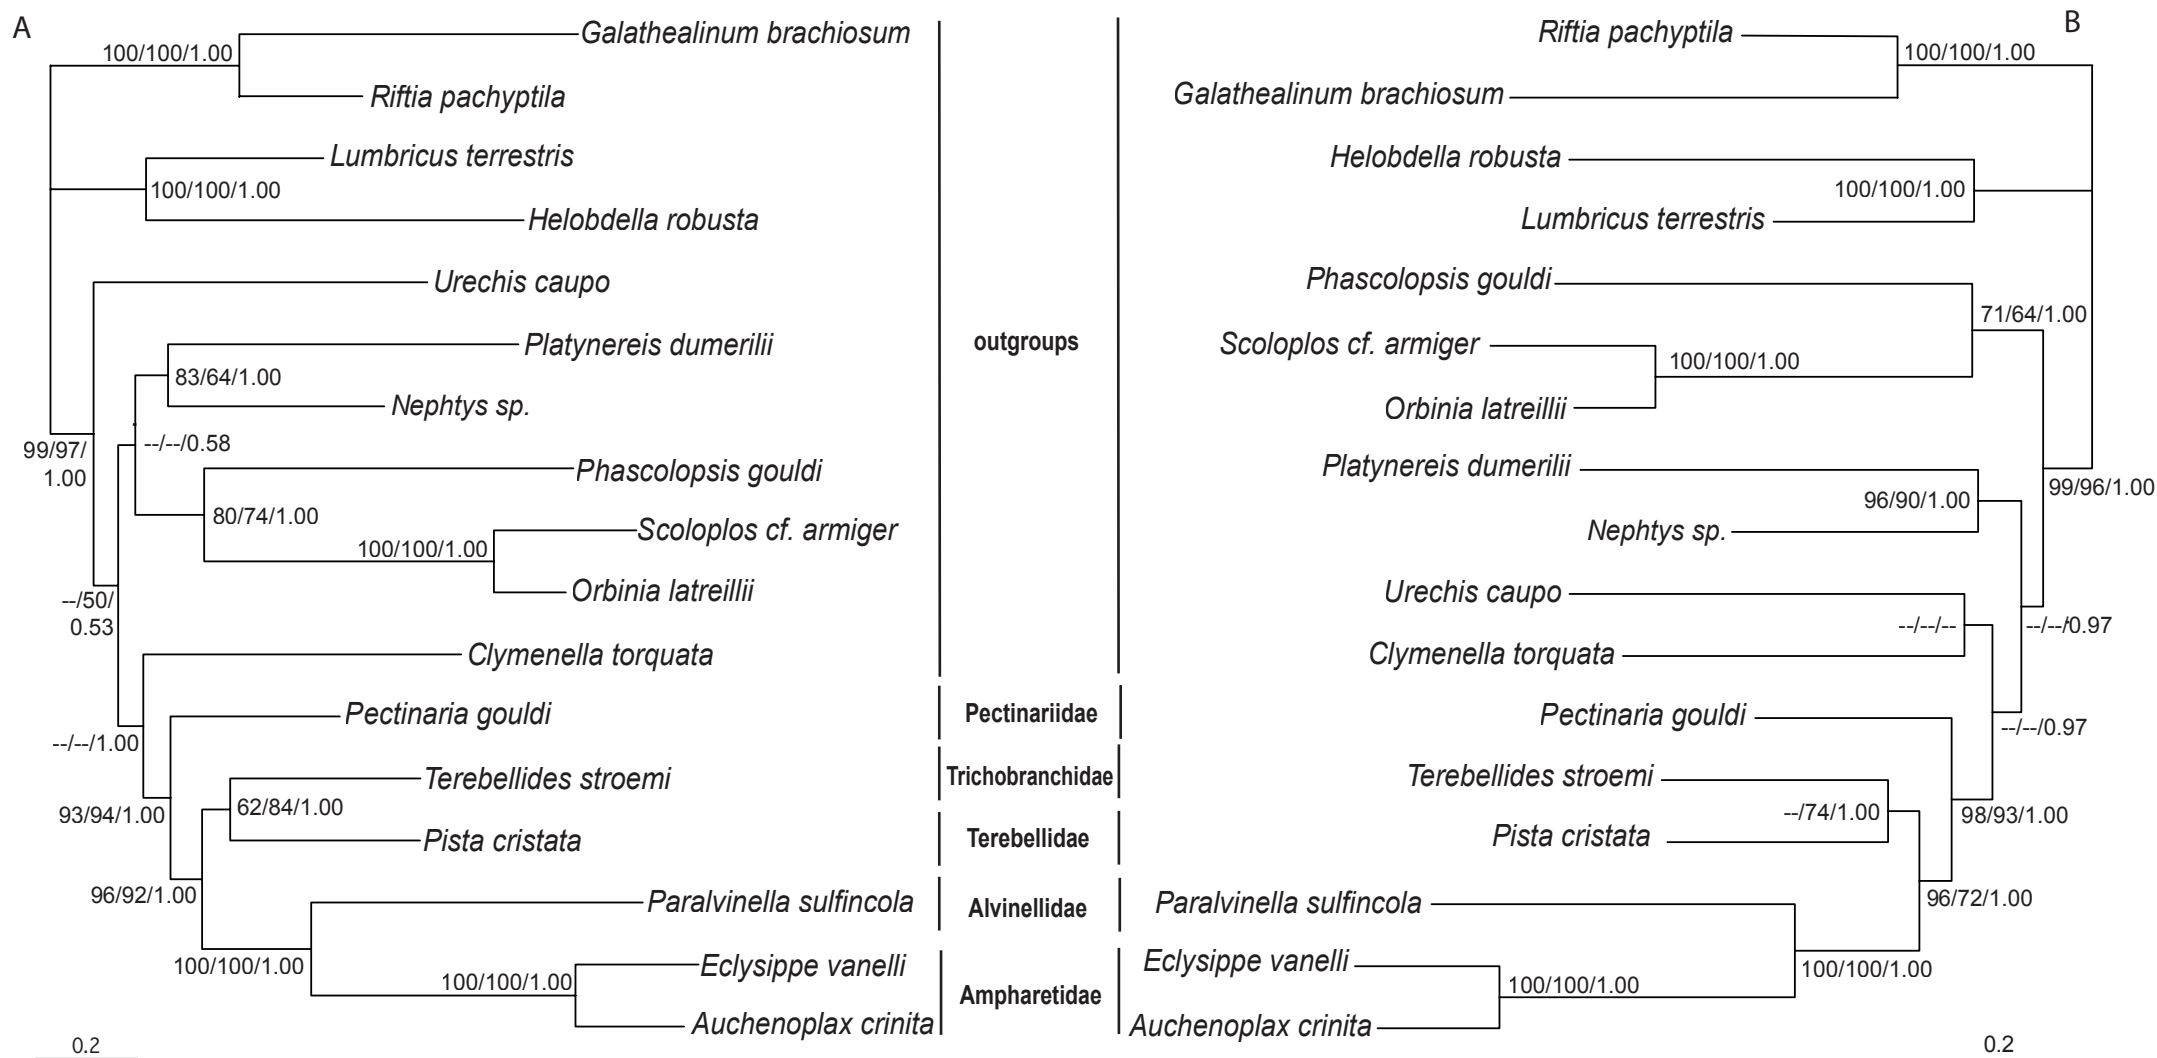 A
Galathealinum brachiosum
100/100/1.00
Riftia pachyptila
Lumbricus terrestris
100/100/1.00
Helobdella robusta
Urechis caupo
Platynereis dumerilii
83/64/1.00
Nephtys sp.
99/97/
1.00
--/--/0.58
Phascolopsis gouldi
80/74/1.00
Scoloplos cf. armiger
100/100/1.00
Orbinia latreillii
--/50/
0.53
Clymenella torquata
Pectinaria gouldi
--/--/1.00
Terebellides stroemi
62/84/1.00
93/94/1.00
Pista cristata
96/92/1.00
Paralvinella sulfincola
100/100/1.00
Eclysippe vanelli
100/100/1.00
Auchenoplax crinita
0.2
outgroups
Pectinariidae
Trichobranchidae
Terebellidae
Alvinellidae
Ampharetidae
B
Riftia pachyptila
100/100/1.00
Galathealinum brachiosum
Helobdella robusta
100/100/1.00
Lumbricus terrestris
Phascolopsis gouldi
71/64/1.00
Scoloplos cf. armiger
100/100/1.00
Orbinia latreillii
Platynereis dumerilii
99/96/1.00
96/90/1.00
Nephtys sp.
Urechis caupo
--/--/--
--/--/0.97
Clymenella torquata
Pectinaria gouldi
--/--/0.97
Terebellides stroemi
--/74/1.00
98/93/1.00
Pista cristata
96/72/1.00
Paralvinella sulfincola
Eclysippe vanelli
100/100/1.00
100/100/1.00
Auchenoplax crinita
0.2